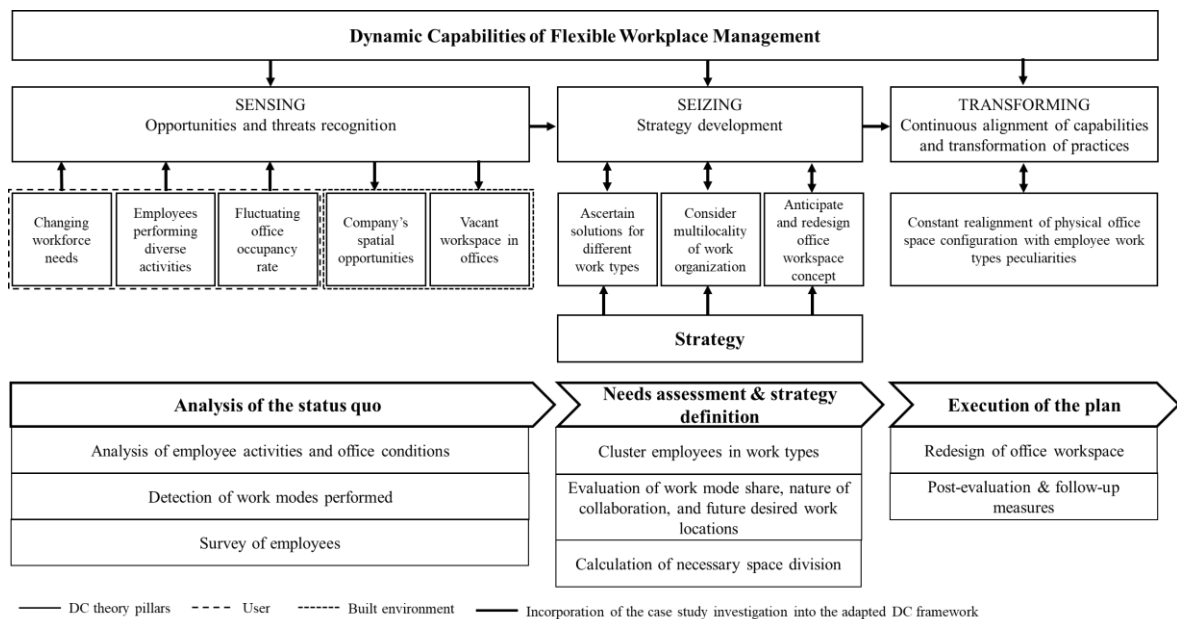 Dynamic Capabilities of Flexible Workplace Management
SENSING
Opportunities and threats recognition
SEIZING
Strategy development
TRANSFORMING
Continuous alignment of capabilities
and transformation of practices
Changing
workforce
needs
Employees
performing
diverse
activities
Fluctuating
office
occupancy
rate
Company's
spatial
opportunities
Vacant
workspace in
offices
Ascertain
solutions for
different
work types
Consider
multilocality
of work
organization
Anticipate
and redesign
office
workspace
concept
Constant realignment of physical office
space configuration with employee work
types peculiarities
Strategy
Analysis of the status quo
Needs assessment & strategy
definition
Execution of the plan
Analysis of employee activities and office conditions
Detection of work modes performed
Survey of employees
Cluster employees in work types
Evaluation of work mode share, nature of
collaboration, and future desired work
locations
Calculation of necessary space division
Redesign of office workspace
Post-evaluation & follow-up
measures
DC theory pillars
User
Built environment
Incorporation of the case study investigation into the adapted DC framework